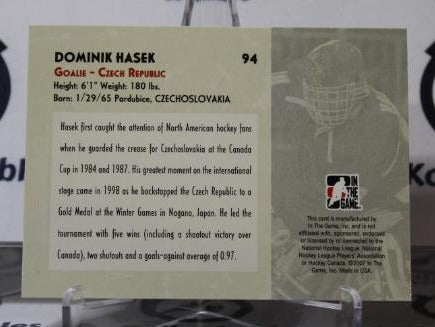 DOMINIK HASEK 94
GOALIE - CZECH REPUBLIC
Height: 6'1" Weight: 180 lbs.
Born: 1/29/65 Pardubice, CZECHOSLOVAKIA
Hasek first caught the attention of North American hockey fans
when he guarded the crease for Czechoslovakia at the Canada
Cup in 1984 and 1987. His greatest moment on the international
stage came in 1998 as he backstopped the Czech Republic to a
Gold Medal at the Winter Games in Nagano, Japan. He led the
tournament with five wins (including a shootout victory over
Canada), two shutouts and a goals-against average of 0.97.
IN THE
GAME
This card is manufactured by
In The Game, Inc. and is not
affiliated with, sponsored, endorsed
or licensed by or connected to the
National Hockey League, National
Hockey League Players' Association
or Hockey Canada. ©2007 In The
Game, Inc. Made in USA.